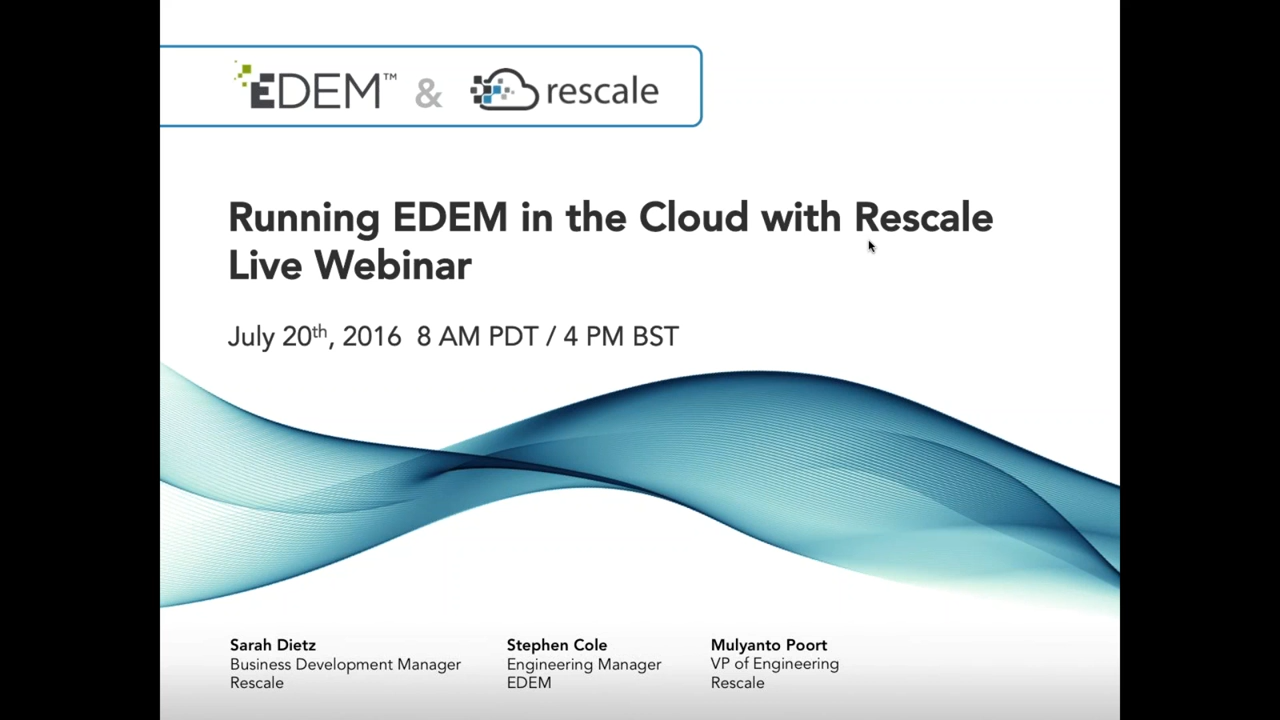 EDEM™ & rescale
Running EDEM in the Cloud with Rescale
Live Webinar
July 20th, 2016 8 AM PDT / 4 PM BST
Sarah Dietz
Business Development Manager
Rescale
Stephen Cole
Engineering Manager
EDEM
Mulyanto Poort
VP of Engineering
Rescale